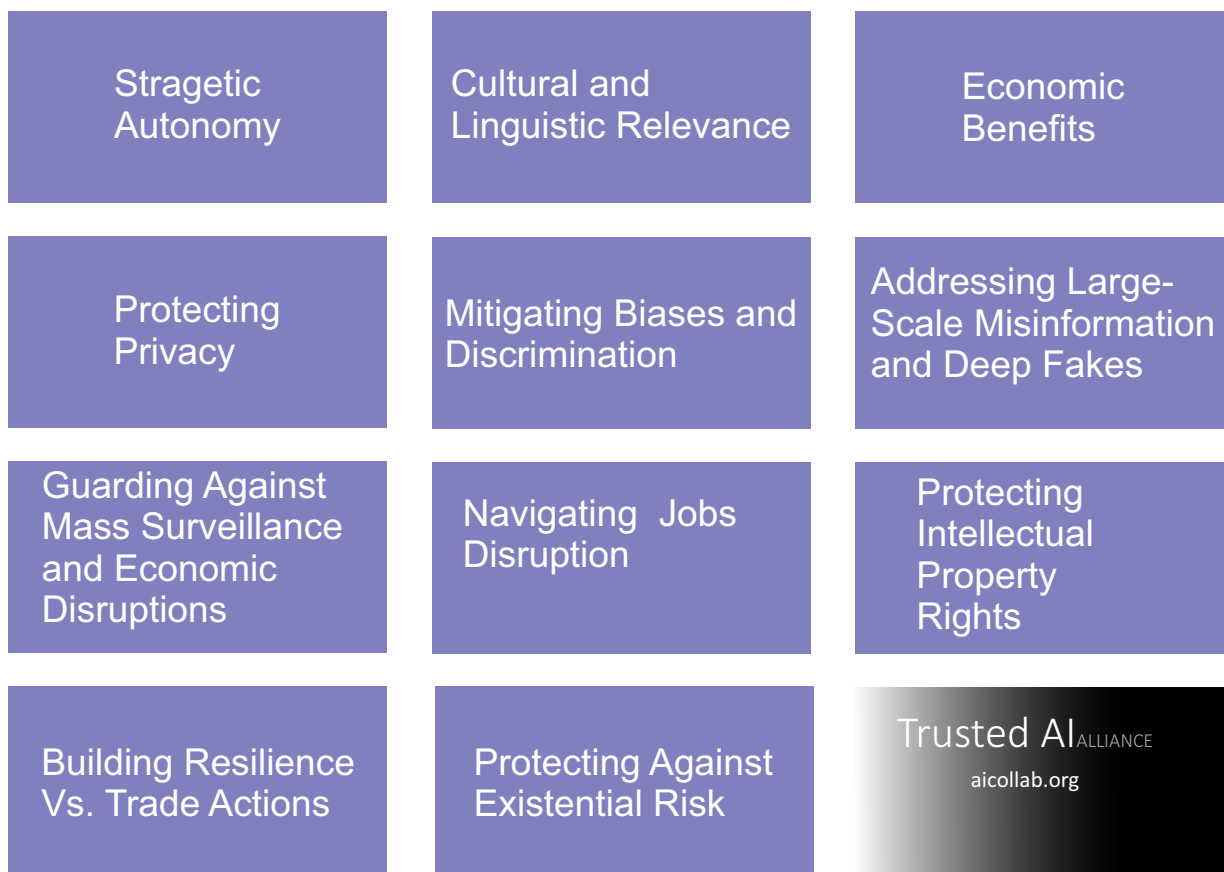 Stragetic
Autonomy
Cultural and
Linguistic Relevance
Economic
Benefits
Protecting
Privacy
Mitigating Biases and
Discrimination
Addressing Large-
Scale Misinformation
and Deep Fakes
Guarding Against
Mass Surveillance
and Economic
Disruptions
Navigating  Jobs
Disruption
Protecting
Intellectual
Property
Rights
Building Resilience
Vs. Trade Actions
Protecting Against
Existential Risk
Trusted AI ALLIANCE
aicollab.org